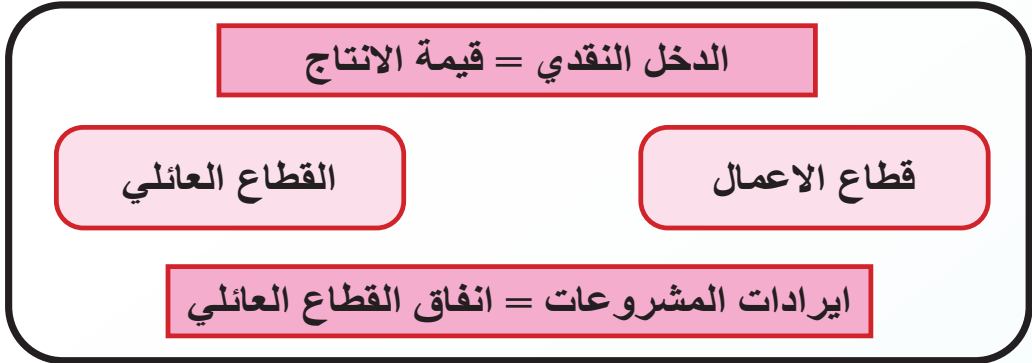 الدخل النقدي = قيمة الانتاج
قطاع الاعمال
القطاع العائلي
ايرادات المشروعات = انفاق القطاع العائلي